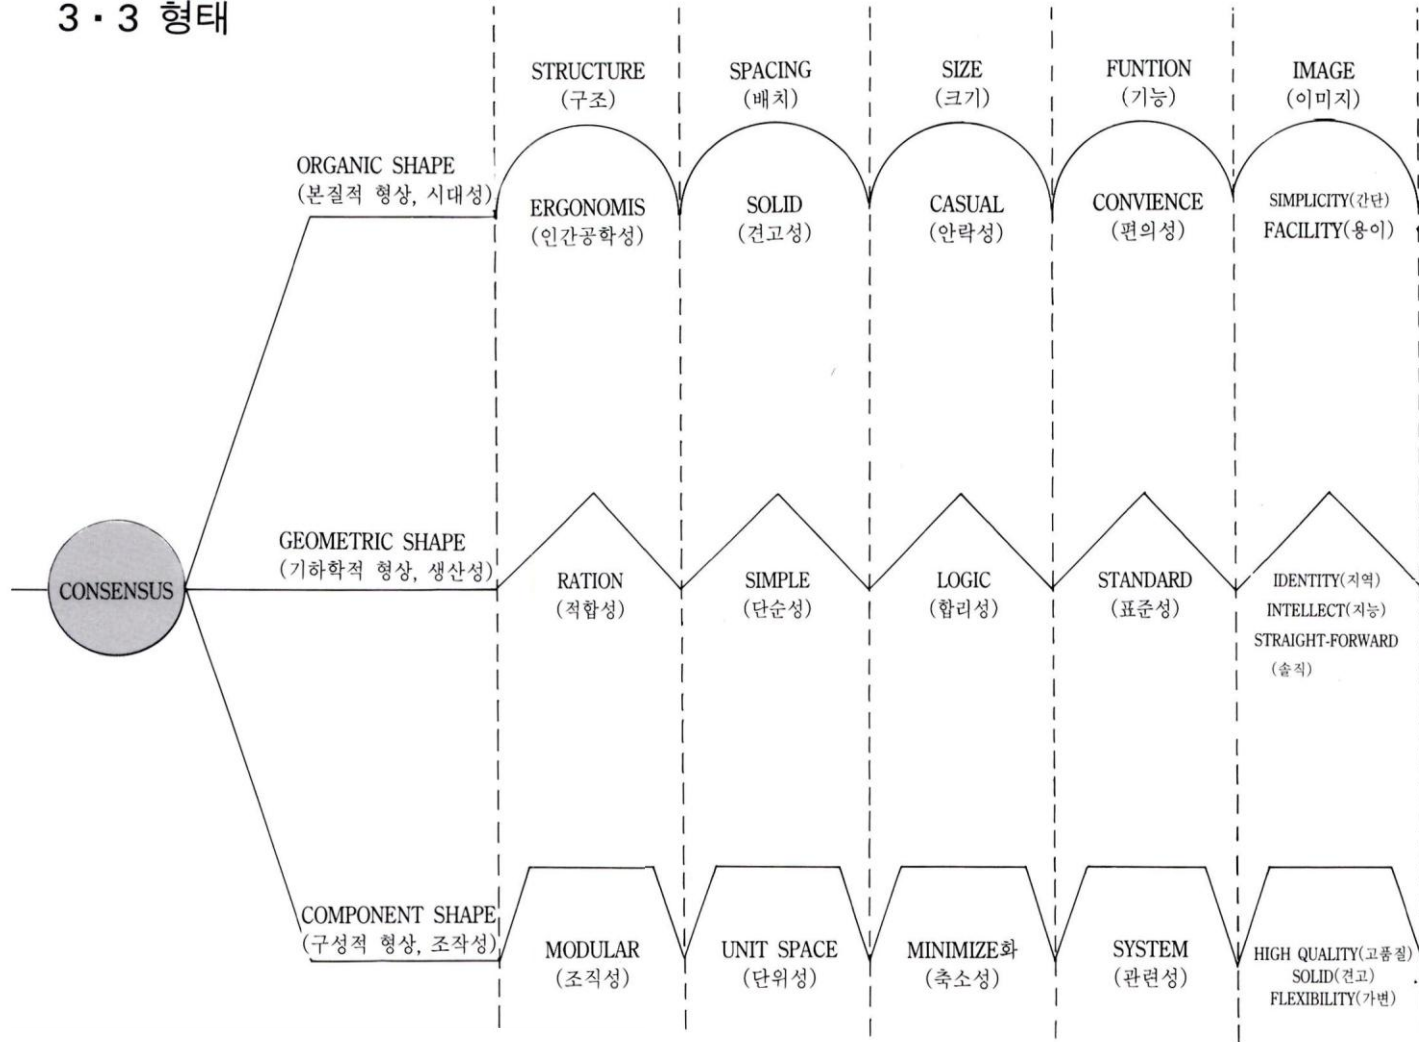 3·3 형태
STRUCTURE
(구조)
SPACING
(배치)
SIZE
(크기)
FUNTION
(기능)
IMAGE
(이미지)
ORGANIC SHAPE
(본질적 형상, 시대성)
ERGONOMIS
(인간공학성)
SOLID
(견고성)
CASUAL
(안락성)
CONVIENCE
(편의성)
SIMPLICITY(간단)
FACILITY(용이)
CONSENSUS
GEOMETRIC SHAPE
(기하학적 형상, 생산성)
RATION
(적합성)
SIMPLE
(단순성)
LOGIC
(합리성)
STANDARD
(표준성)
IDENTITY(지역)
INTELLECT(지능)
STRAIGHT-FORWARD
(솔직)
COMPONENT SHAPE
(구성적 형상, 조작성)
MODULAR
(조직성)
UNIT SPACE
(단위성)
MINIMIZE화
(축소성)
SYSTEM
(관련성)
HIGH QUALITY(고품질)
SOLID(견고)
FLEXIBILITY(가변)